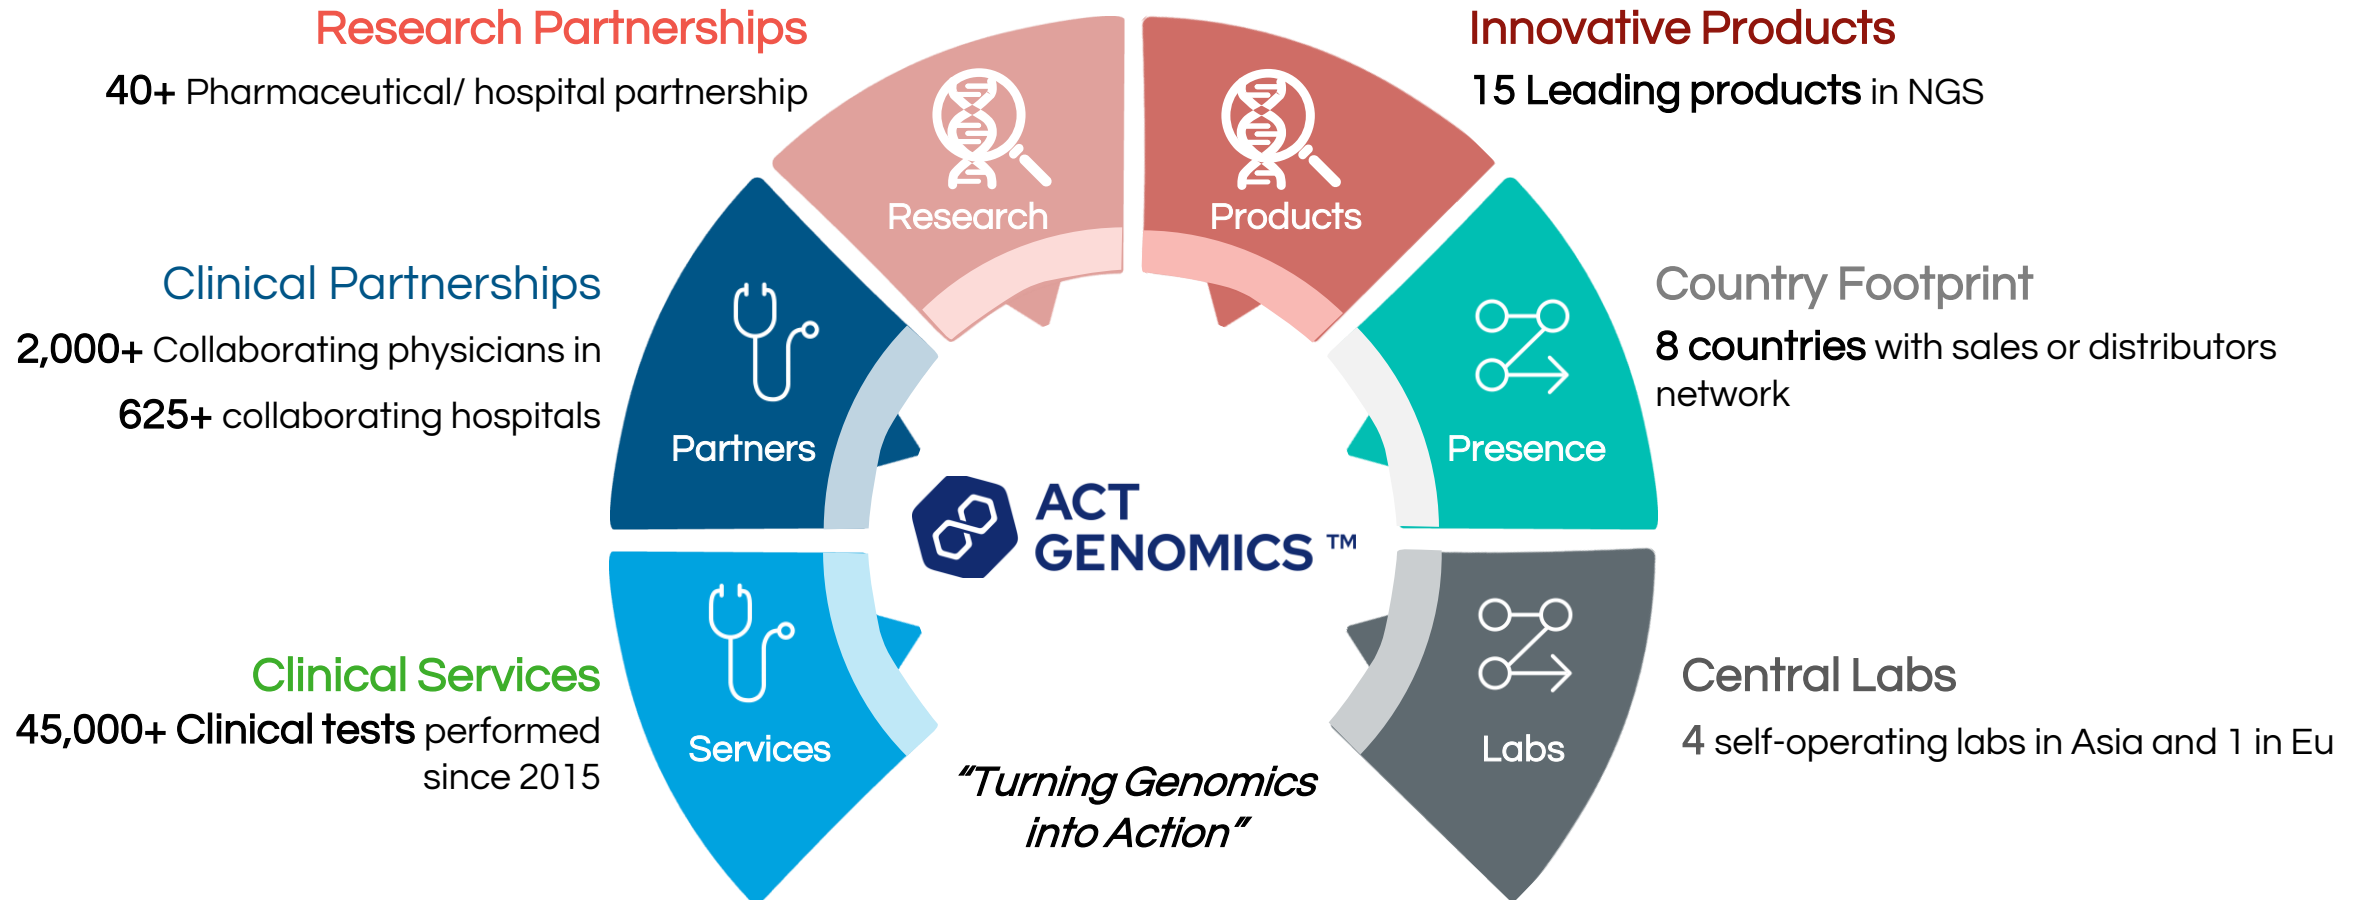 Research Partnerships
40+ Pharmaceutical/ hospital partnership
Innovative Products
15 Leading products in NGS
Research
Products
Clinical Partnerships
2,000+ Collaborating physicians in
625+ collaborating hospitals
Partners
Country Footprint
8 countries with sales or distributors
network
Presence
ACT
GENOMICS ™
Clinical Services
45,000+ Clinical tests performed
since 2015
Services
Central Labs
4 self-operating labs in Asia and 1 in Eu
Labs
“Turning Genomics
into Action”